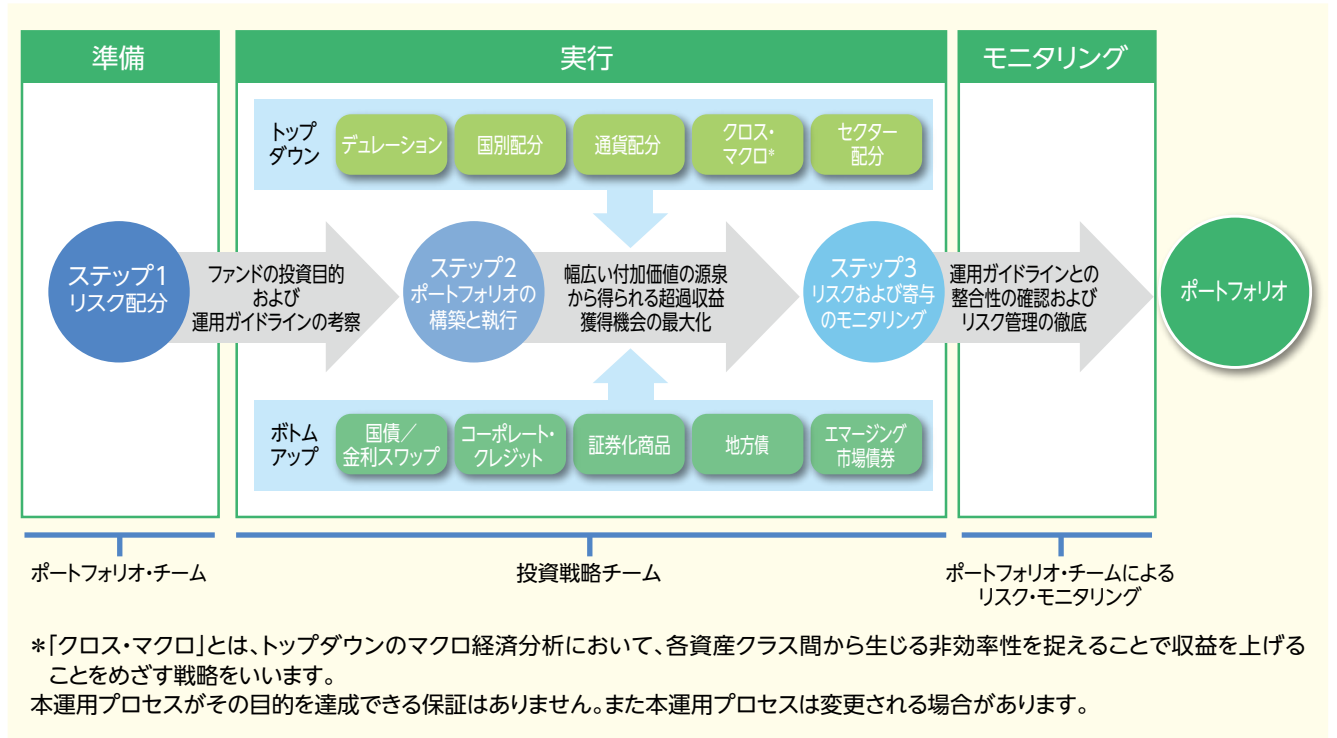 準備
実行
モニタリング
トップ
ダウン
デュレーション
国別配分
通貨配分
クロス・
マクロ*
セクター
配分
ステップ1
リスク配分
ファンドの投資目的
および
運用ガイドラインの考察
ステップ2
ポートフォリオの
構築と執行
幅広い付加価値の源泉
から得られる超過収益
獲得機会の最大化
ステップ3
リスクおよび寄与
のモニタリング
運用ガイドラインとの
整合性の確認および
リスク管理の徹底
ポートフォリオ
ボトム
アップ
国債/
金利スワップ
コーポレート・
クレジット
証券化商品
地方債
エマージング
市場債券
ポートフォリオ・チーム
投資戦略チーム
ポートフォリオ・チームによる
リスク・モニタリング
*「クロス・マクロ」とは、トップダウンのマクロ経済分析において、各資産クラス間から生じる非効率性を捉えることで収益を上げる
ことをめざす戦略をいいます。
本運用プロセスがその目的を達成できる保証はありません。また本運用プロセスは変更される場合があります。